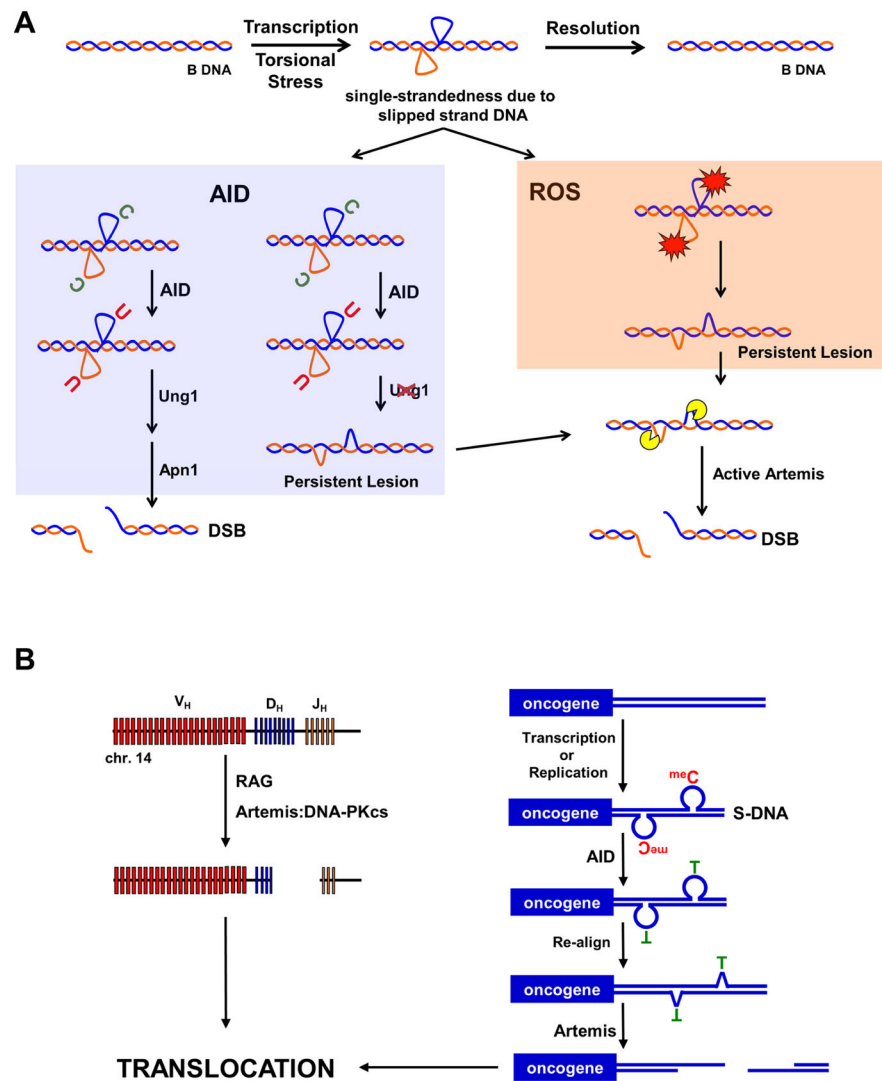 A
Transcription
Torsional
Stress
Resolution
B DNA
B DNA
single-strandedness due to
slipped strand DNA
AID
ROS
C
C
C
C
AID
AID
U
U
U
U
Ung1
Ung1
Apn1
Persistent Lesion
Persistent Lesion
Active Artemis
DSB
DSB
B
VH
DH
JH
chr. 14
RAG
Artemis:DNA-PKcs
oncogene
Transcription
or
Replication
meC
oncogene
S-DNA
meC
AID
T
oncogene
T
Re-align
T
oncogene
T
Artemis
TRANSLOCATION
oncogene